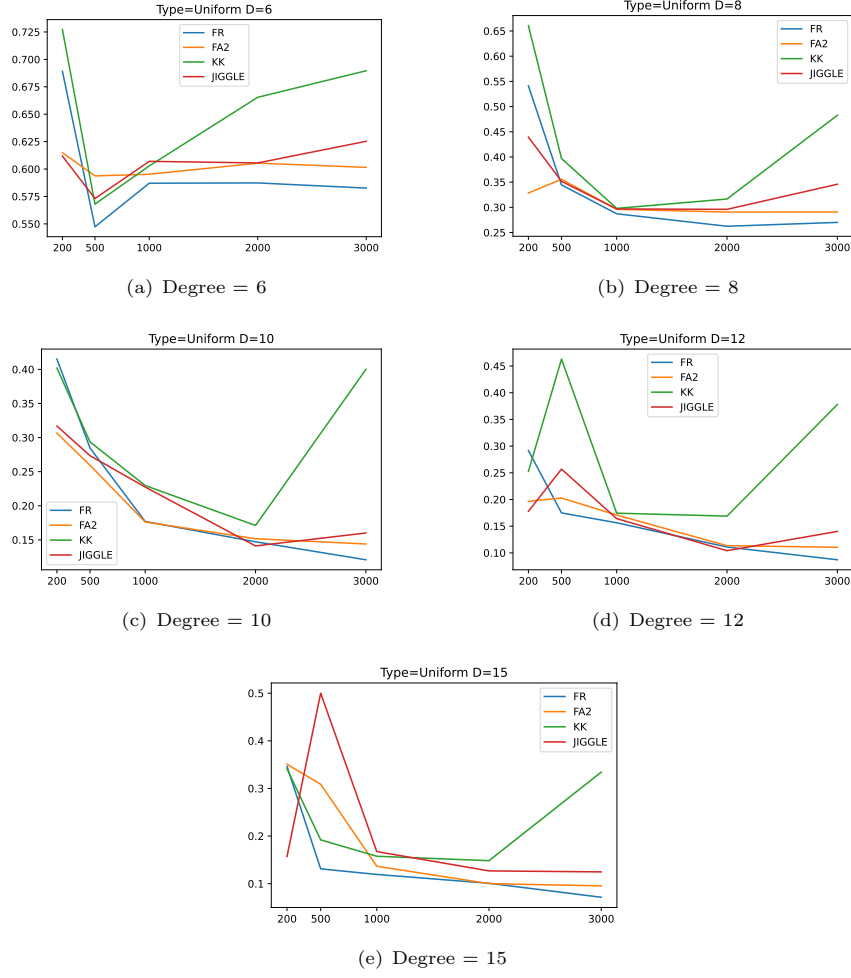 Type=Uniform D=6
0.725
0.700
0.675
0.650
0.625
0.600
0.575
0.550
FR
FA2
KK
JIGGLE
200 500 1000 2000 3000
(a) Degree = 6
Type=Uniform D=8
0.65
0.60
0.55
0.50
0.45
0.40
0.35
0.30
0.25
FR
FA2
KK
JIGGLE
200 500 1000 2000 3000
(b) Degree = 8
Type=Uniform D=10
0.40
0.35
0.30
0.25
0.20
0.15
FR
FA2
KK
JIGGLE
200 500 1000 2000 3000
(c) Degree = 10
Type=Uniform D=12
0.45
0.40
0.35
0.30
0.25
0.20
0.15
0.10
FR
FA2
KK
JIGGLE
200 500 1000 2000 3000
(d) Degree = 12
Type=Uniform D=15
0.5
0.4
0.3
0.2
0.1
FR
FA2
KK
JIGGLE
200 500 1000 2000 3000
(e) Degree = 15